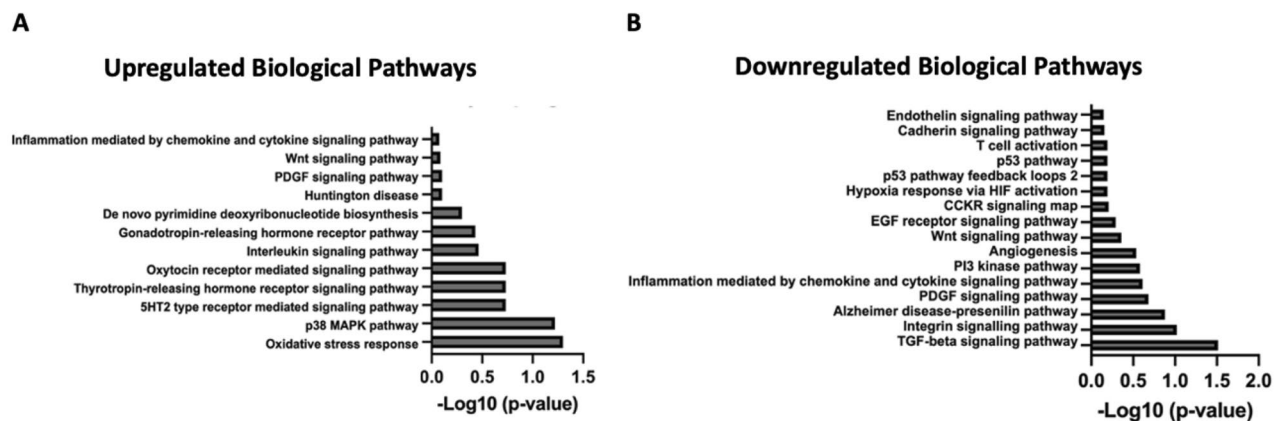 A
Upregulated Biological Pathways
Inflammation mediated by chemokine and cytokine signaling pathway
Wnt signaling pathway
PDGF signaling pathway
Huntington disease
De novo pyrimidine deoxyribonucleotide biosynthesis
Gonadotropin-releasing hormone receptor pathway
Interleukin signaling pathway
Oxytocin receptor mediated signaling pathway
Thyrotropin-releasing hormone receptor signaling pathway
5HT2 type receptor mediated signaling pathway
p38 MAPK pathway
Oxidative stress response
0.0 0.5 1.0 1.5
-Log10 (p-value)
B
Downregulated Biological Pathways
Endothelin signaling pathway
Cadherin signaling pathway
T cell activation
p53 pathway
p53 pathway feedback loops 2
Hypoxia response via HIF activation
CCKR signaling map
EGF receptor signaling pathway
Wnt signaling pathway
Angiogenesis
PI3 kinase pathway
Inflammation mediated by chemokine and cytokine signaling pathway
PDGF signaling pathway
Alzheimer disease-presenilin pathway
Integrin signalling pathway
TGF-beta signaling pathway
0.0 0.5 1.0 1.5 2.0
-Log10 (p-value)